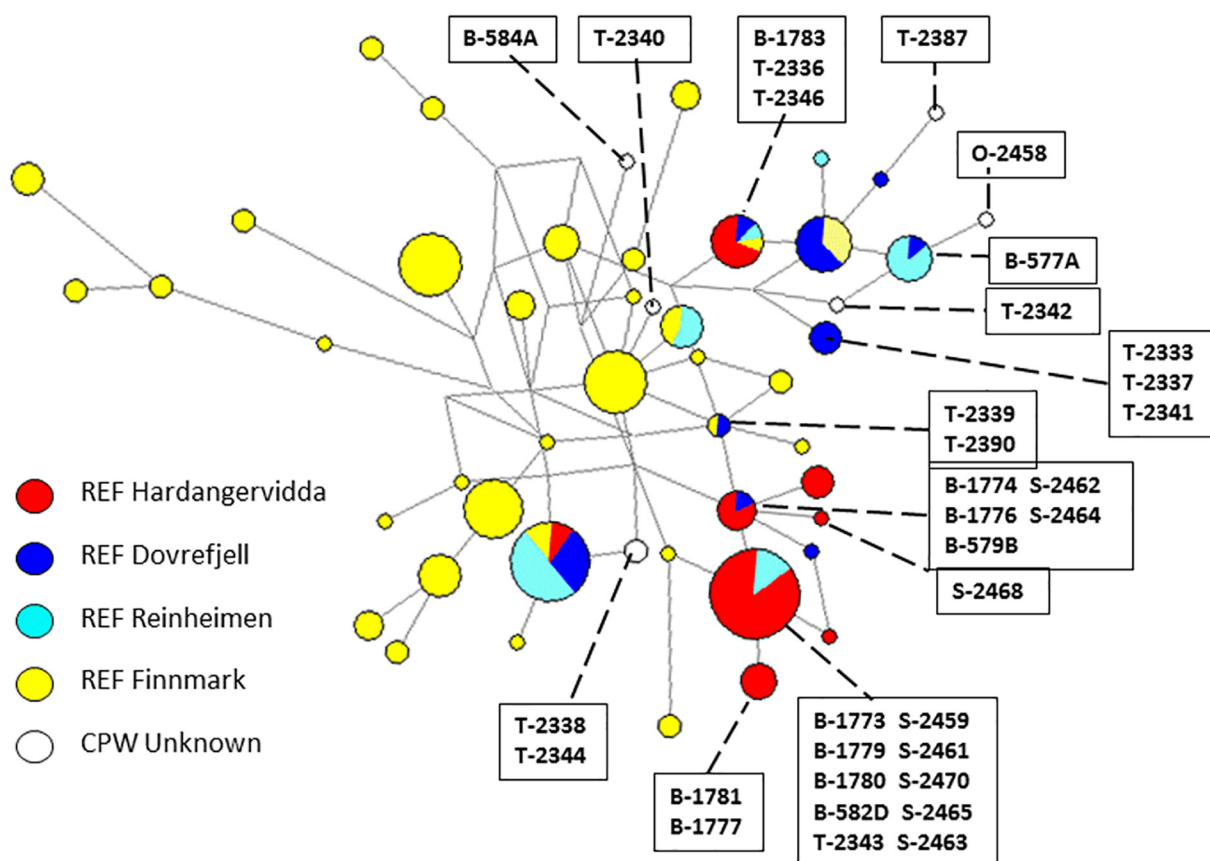 B-584A
T-2340
B-1783
T-2336
T-2346
T-2387
O-2458
B-577A
T-2342
T-2333
T-2337
T-2341
T-2339
T-2390
B-1774 S-2462
B-1776 S-2464
B-579B
S-2468
REF Hardangervidda
REF Dovrefjell
REF Reinheimen
REF Finnmark
CPW Unknown
T-2338
T-2344
B-1781
B-1777
B-1773 S-2459
B-1779 S-2461
B-1780 S-2470
B-582D S-2465
T-2343 S-2463